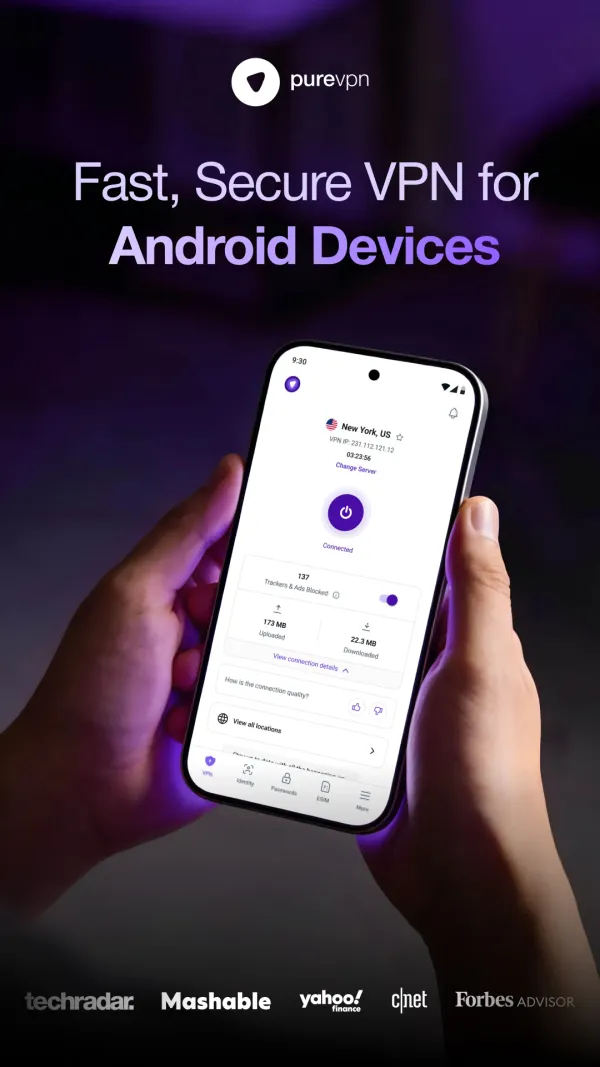 purevpn
Fast, Secure VPN for
Android Devices
9:30
New York, US
VPN IP: 231.112.121.12
03:23:56
Change Server
Connected
137
Trackers & Ads Blocked
173 MB
Uploaded
22.3 MB
Downloaded
View connection details
How is the connection quality?
View all locations
VPN
Identity
Passwords
eSIM
More
techradar.
Mashable
yahoo!
finance
c|net
Forbes ADVISOR